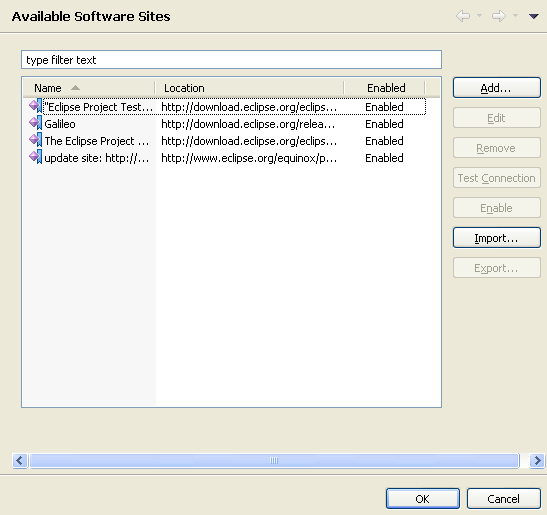 Available Software Sites
type filter text
Name Location Enabled
"Eclipse Project Test... http://download.eclipse.org/eclips... Enabled
Galileo http://download.eclipse.org/relea... Enabled
The Eclipse Project ... http://download.eclipse.org/eclips... Enabled
update site: http://... http://www.eclipse.org/equinox/p... Enabled
Add...
Edit
Remove
Test Connection
Enable
Import...
Export...
OK Cancel